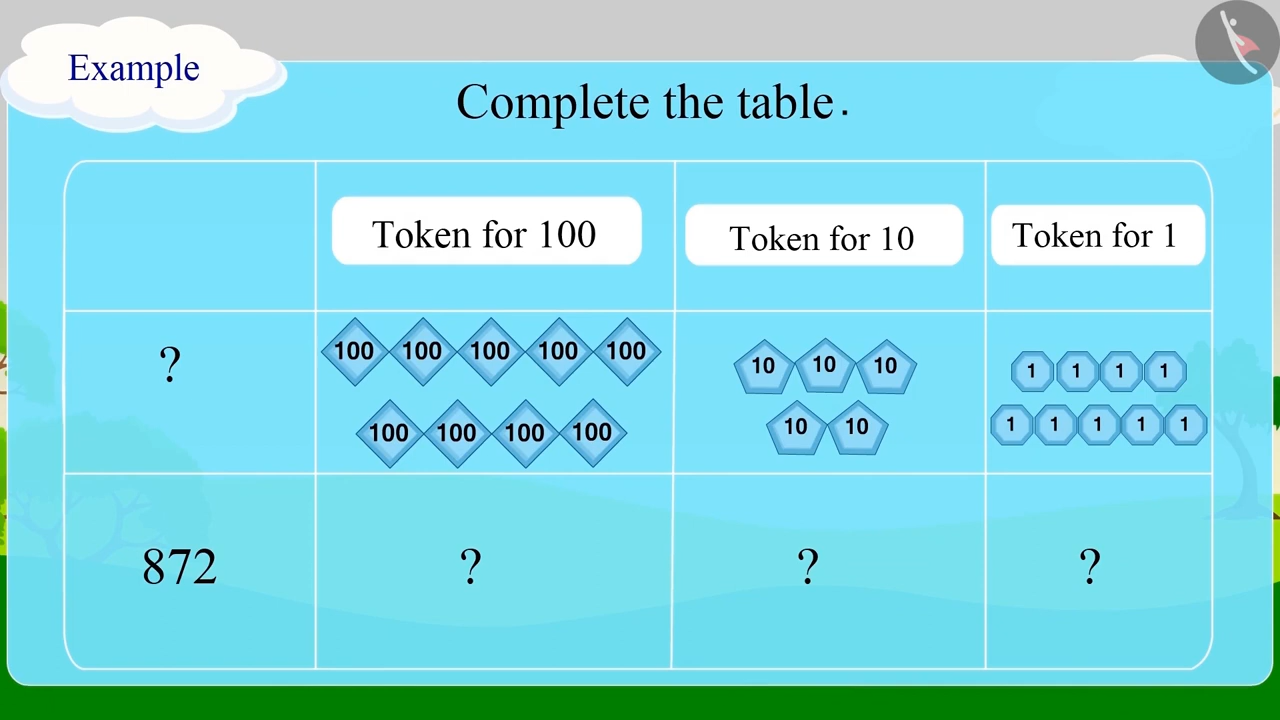 Example
Complete the table.
Token for 100
Token for 10
Token for 1
?
100 100 100 100 100
100 100 100 100
10 10 10
10 10
1 1 1 1
1 1 1 1 1
872
?
?
?